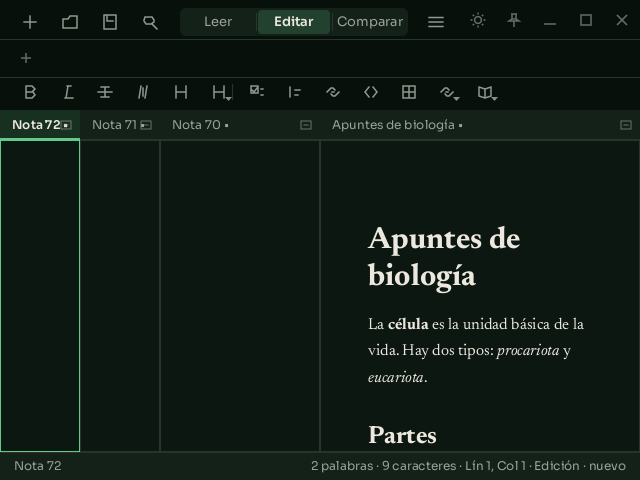 Leer Editar Comparar
Nota 72 • Nota 71 • Nota 70 • Apuntes de biología •
Apuntes de
biología
La célula es la unidad básica de la
vida. Hay dos tipos: procariota y
eucariota.
Partes
Nota 72 2 palabras · 9 caracteres · Lín 1, Col 1 · Edición · nuevo